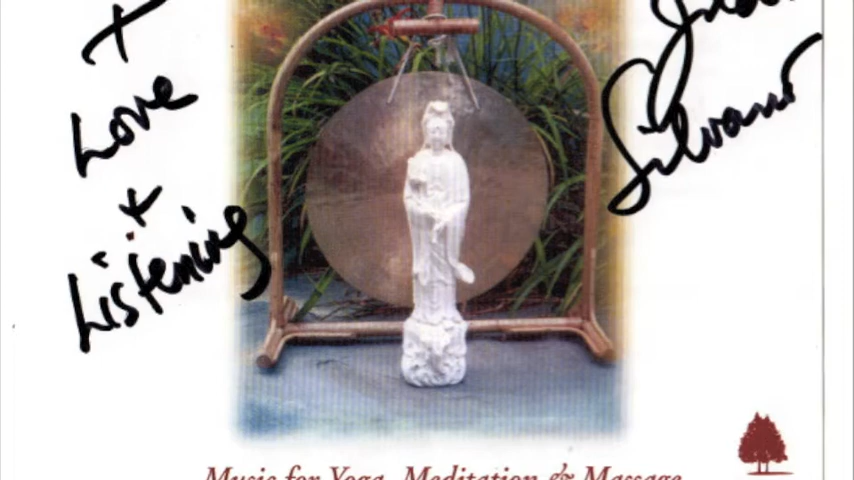 +
Love
+
Listening
Silvano
Music for Yoga, Meditation & Massage